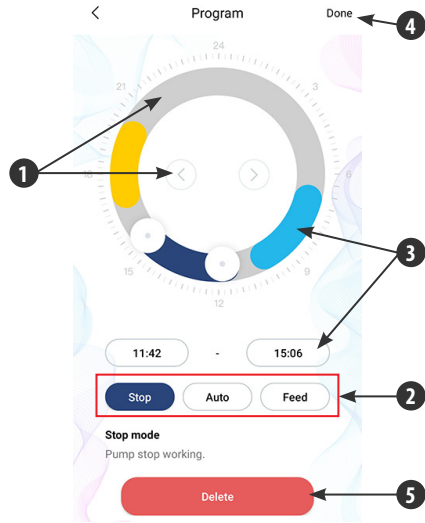 Program
Done
4
24
21
3
1
18
6
3
15
9
12
11:42 - 15:06
Stop Auto Feed
2
Stop mode
Pump stop working.
Delete
5